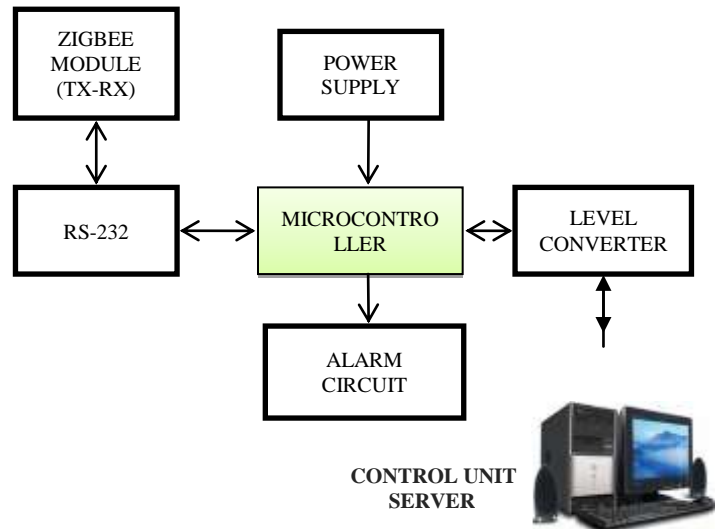 ZIGBEE
MODULE
(TX-RX)
POWER
SUPPLY
RS-232
MICROCONTRO
LLER
LEVEL
CONVERTER
ALARM
CIRCUIT
CONTROL UNIT
SERVER